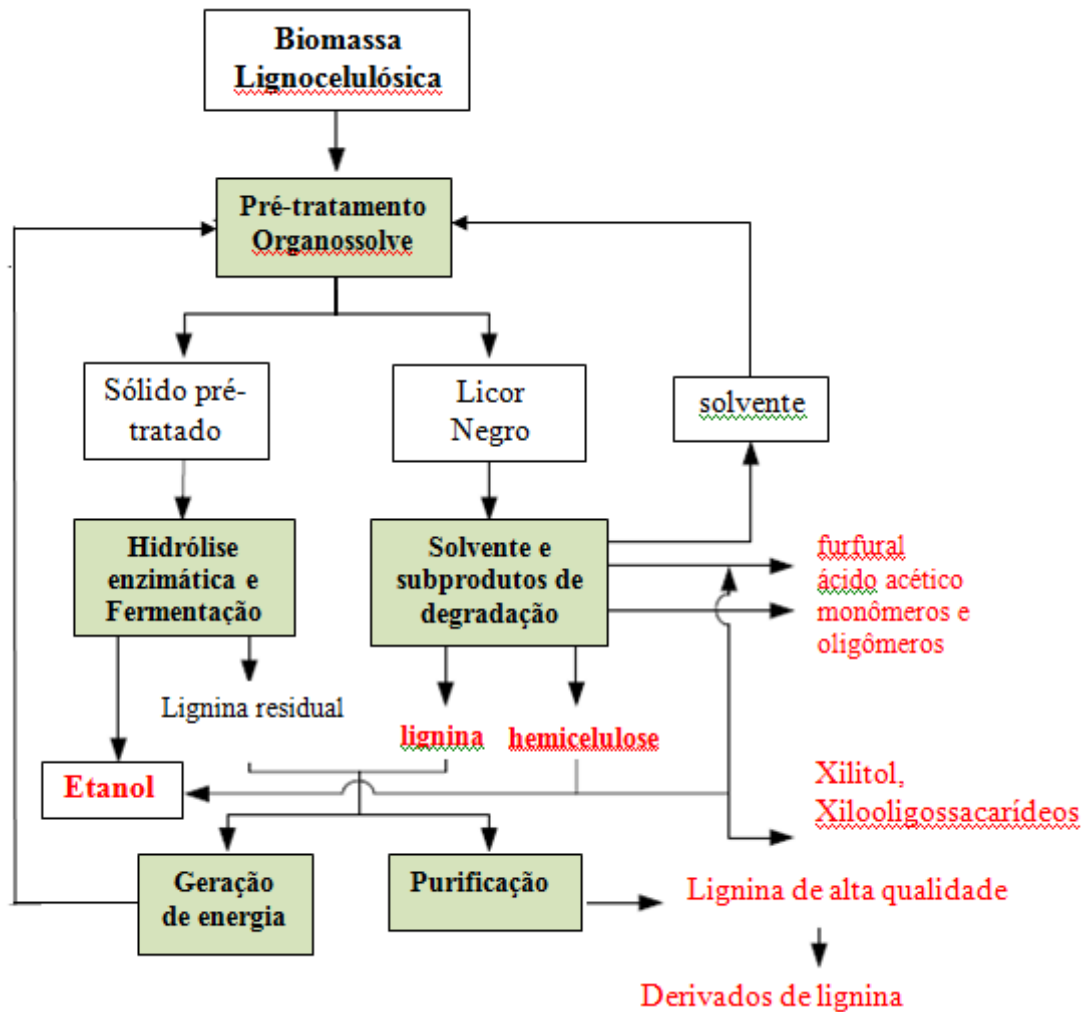 Biomassa
Lignocelulósica
Pré-tratamento
Organossolve
Sólido pré-
tratado
Licor
Negro
solvente
Hidrólise
enzimática e
Fermentação
Solvente e
subprodutos de
degradação
furfural
ácido acético
monômeros e
oligômeros
Lignina residual
lignina
hemicelulose
Etanol
Xilitol,
Xilooligossacarídeos
Geração
de energia
Purificação
Lignina de alta qualidade
Derivados de lignina